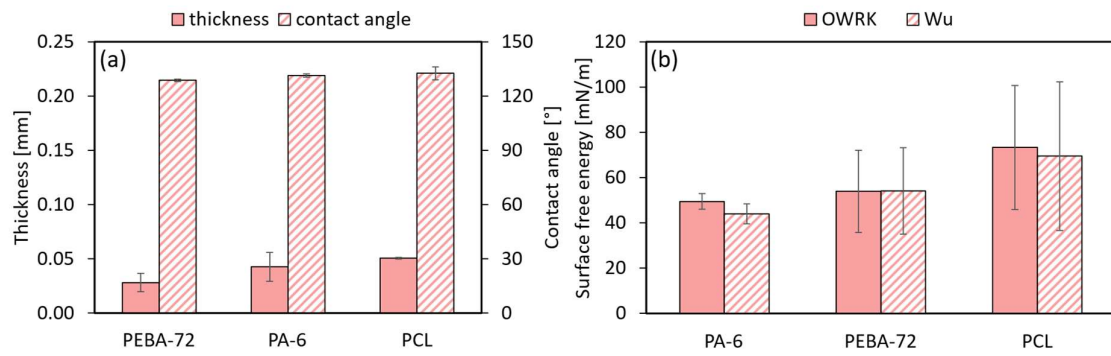 thickness contact angle
(a)
0.25
0.20
0.15
0.10
0.05
0.00
Thickness [mm]
150
120
90
60
30
0
Contact angle [°]
PEBA-72 PA-6 PCL
OWRK Wu
(b)
120
100
80
60
40
20
0
Surface free energy [mN/m]
PA-6 PEBA-72 PCL